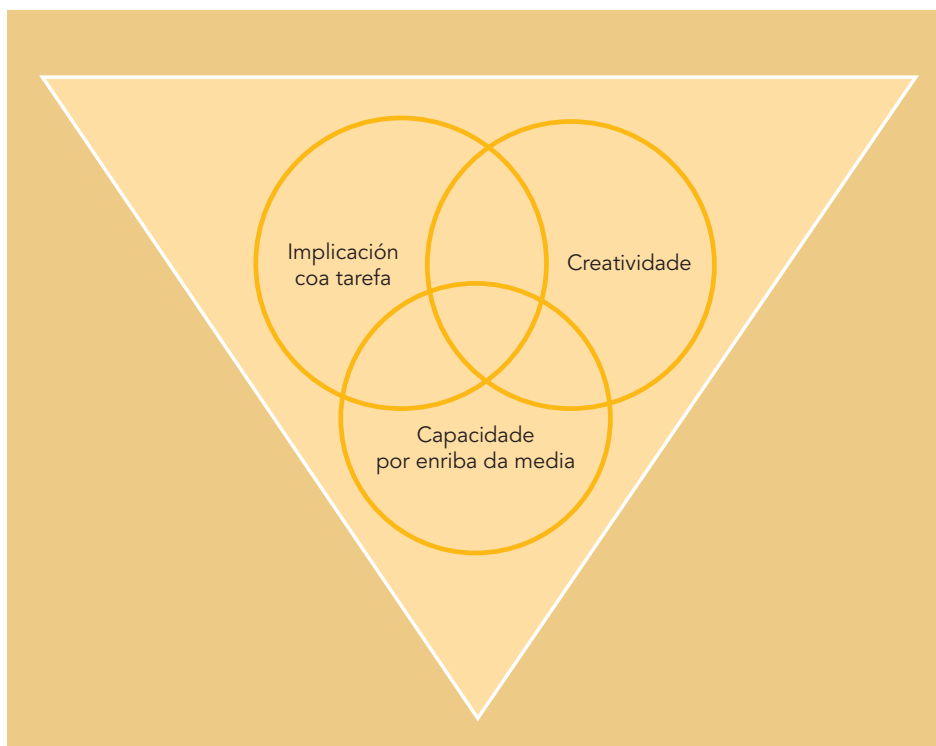 Implicación
coa tarefa
Creatividade
Capacidade
por enriba da media